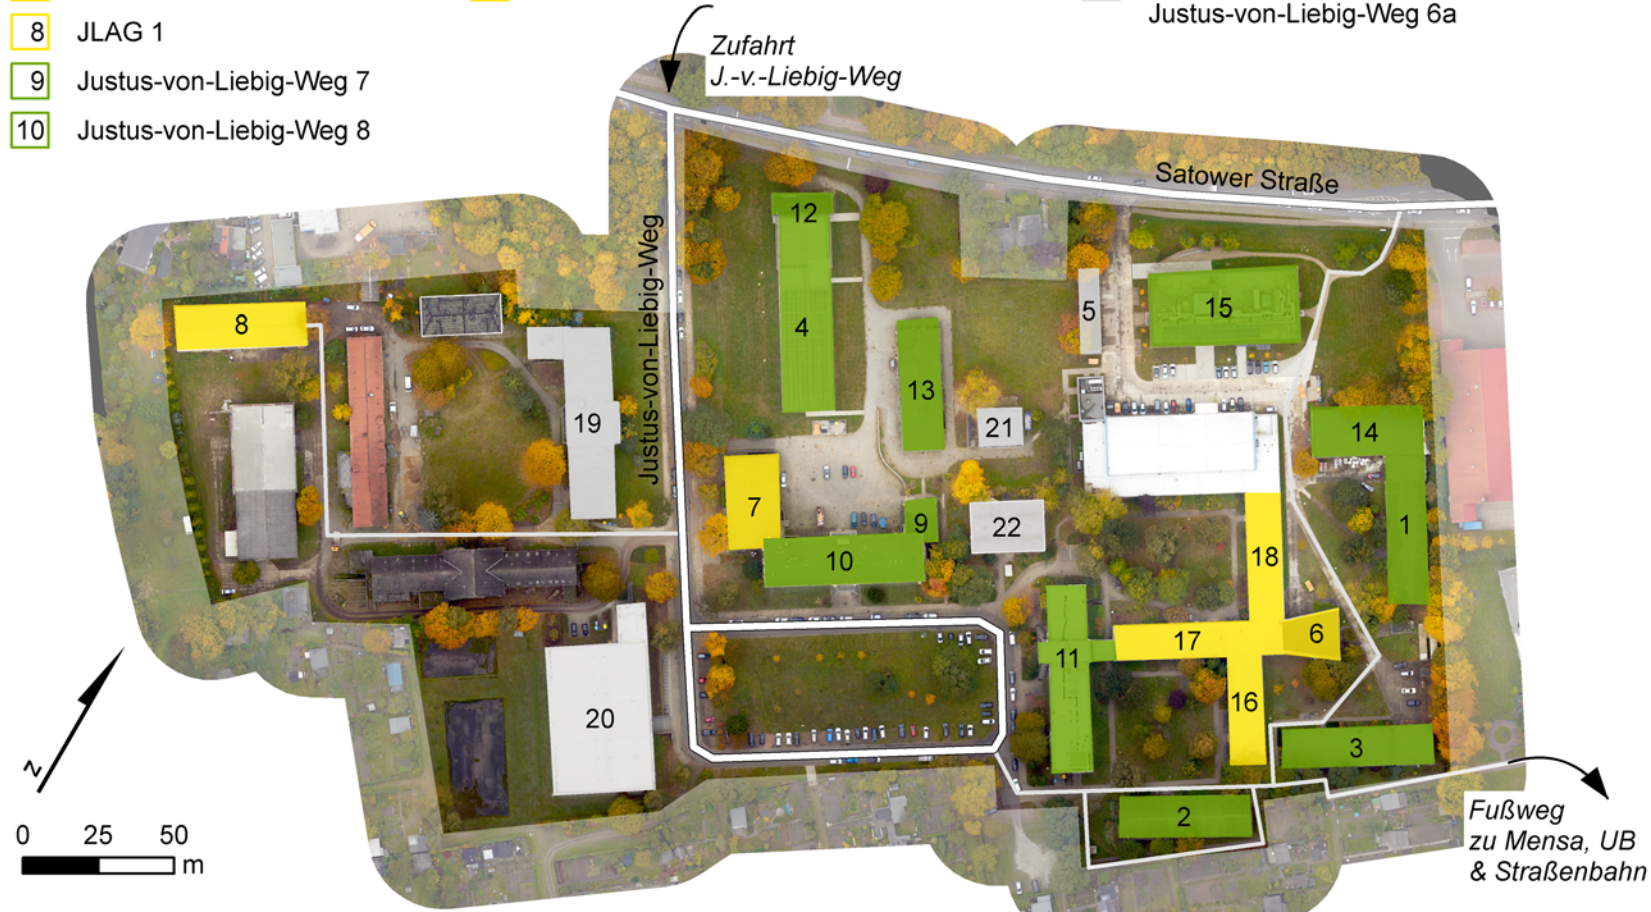 Justus-von-Liebig-Weg 6a
8 JLAG 1
9 Justus-von-Liebig-Weg 7
10 Justus-von-Liebig-Weg 8
Zufahrt
J.-v.-Liebig-Weg
Satower Straße
Justus-von-Liebig-Weg
12
15
5
8
4
13
19
21
14
7
9
22
1
10
18
6
17
11
16
20
3
2
N
0 25 50
m
Fußweg
zu Mensa, UB
& Straßenbahn